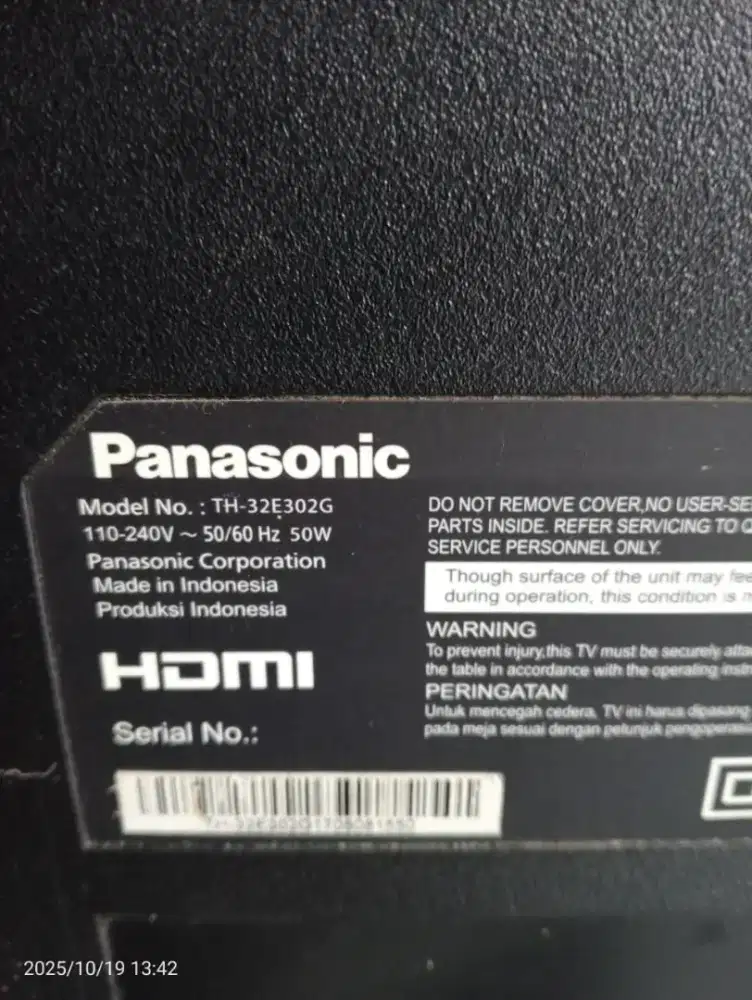 Panasonic
Model No. : TH-32E302G
110-240V ~ 50/60 Hz 50W
Panasonic Corporation
Made in Indonesia
Produksi Indonesia
HDMI
Serial No.:
DO NOT REMOVE COVER,NO USER-SE
PARTS INSIDE. REFER SERVICING TO
SERVICE PERSONNEL ONLY.
Though surface of the unit may fee
during operation, this condition is
WARNING
To prevent injury,this TV must be securely atta
the table in accordance with the operating inst
PERINGATAN
Untuk mencegah cedera, TV ini harus dipasang
pada meja sesuai dengan petunjuk pengopera
2025/10/19 13:42